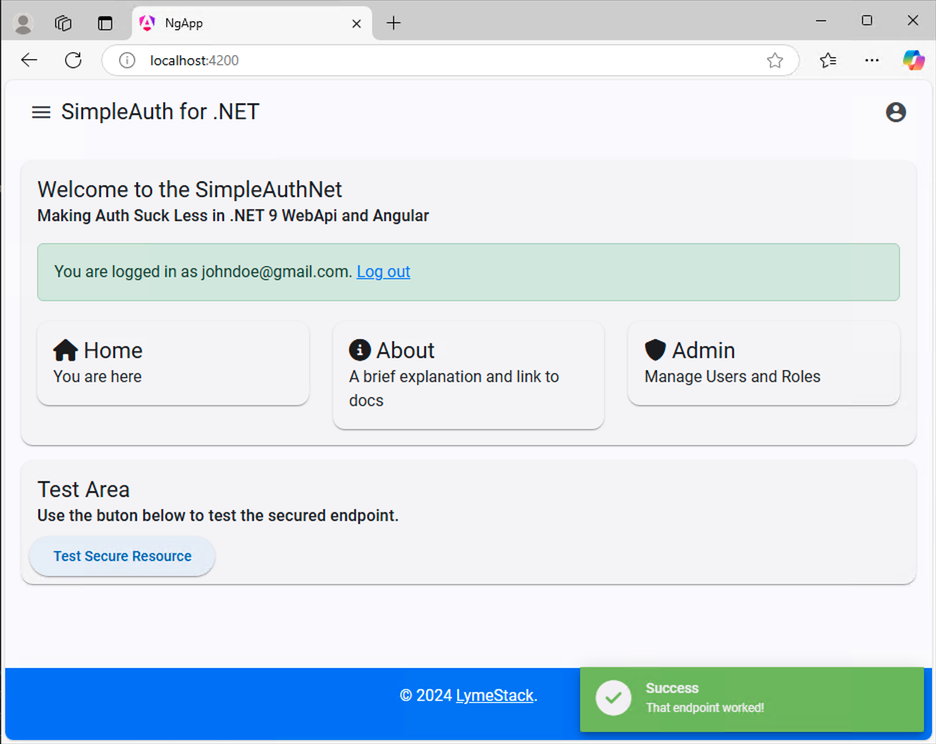 NgApp
localhost:4200
SimpleAuth for .NET
Welcome to the SimpleAuthNet
Making Auth Suck Less in .NET 9 WebApi and Angular
You are logged in as johndoe@gmail.com. Log out
Home
You are here
About
A brief explanation and link to
docs
Admin
Manage Users and Roles
Test Area
Use the buton below to test the secured endpoint.
Test Secure Resource
© 2024 LymeStack.
Success
That endpoint worked!